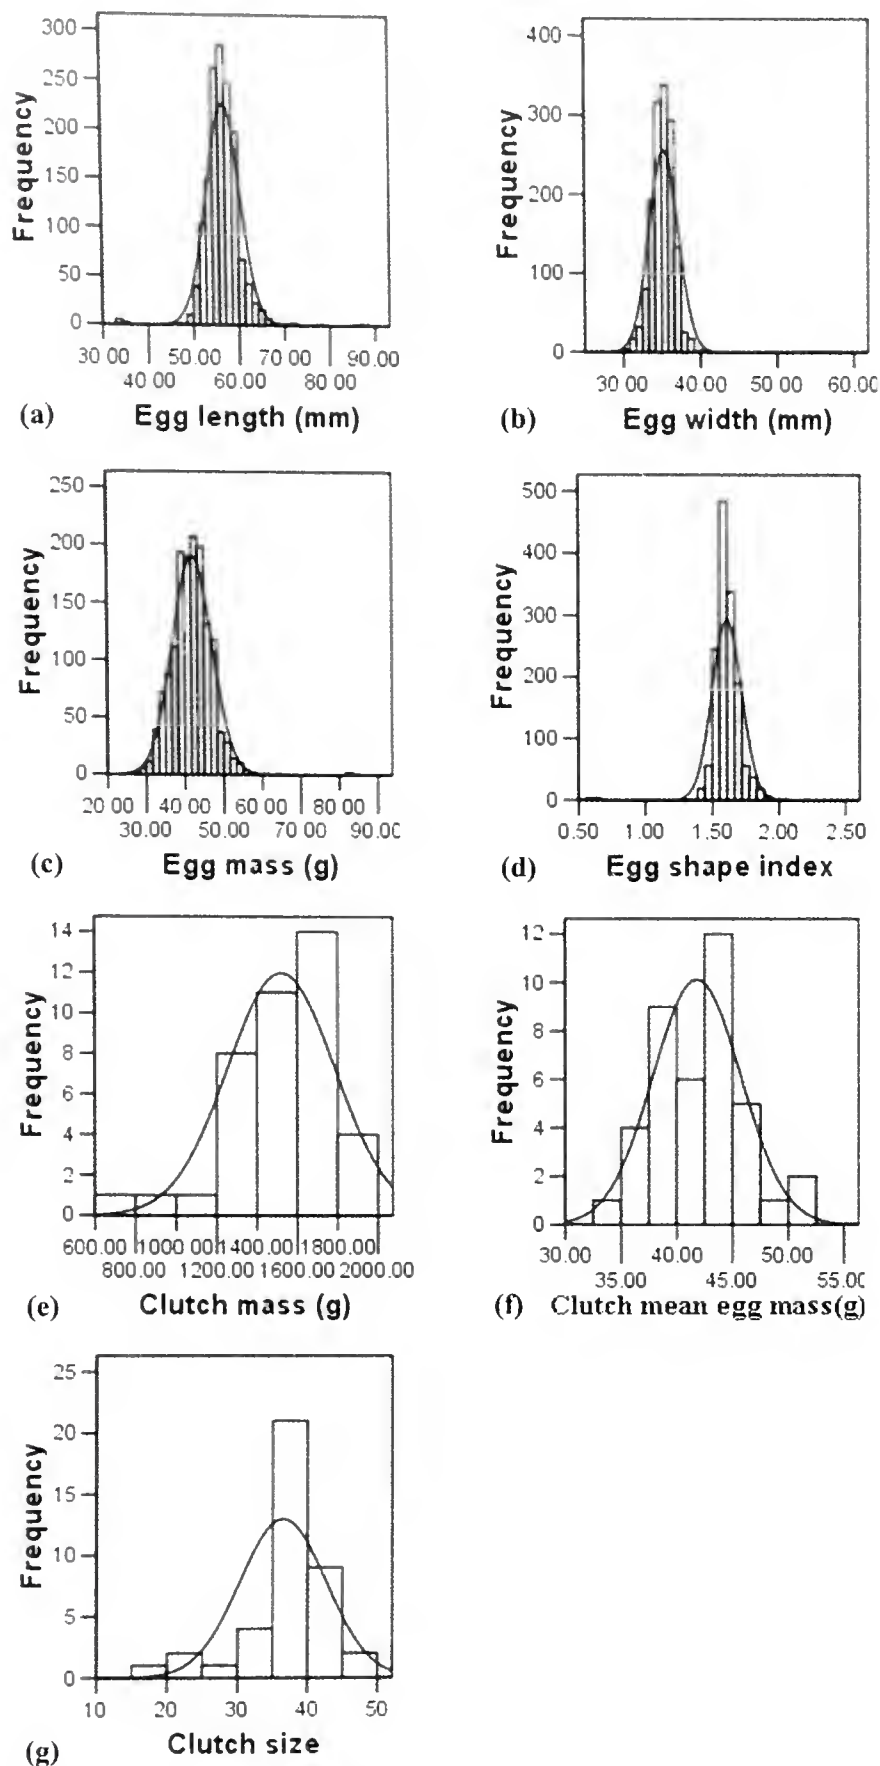 300
250
200
150
100
50
0
Frequency
30.00 50.00 70.00 90.00
40.00 60.00 80.00
(a) Egg length (mm)
400
300
200
100
0
Frequency
30.00 40.00 50.00 60.00
(b) Egg width (mm)
250
200
150
100
50
0
Frequency
20.00 40.00 60.00 80.00
30.00 50.00 70.00 90.00
(c) Egg mass (g)
500
400
300
200
100
0
Frequency
0.50 1.00 1.50 2.00 2.50
(d) Egg shape index
14
12
10
8
6
4
2
0
Frequency
600.00 1000.00 1400.00 1800.00
800.00 1200.00 1600.00 2000.00
(e) Clutch mass (g)
12
10
8
6
4
2
0
Frequency
30.00 40.00 50.00
35.00 45.00 55.00
(f) Clutch mean egg mass(g)
25
20
15
10
5
0
Frequency
10 20 30 40 50
(g) Clutch size